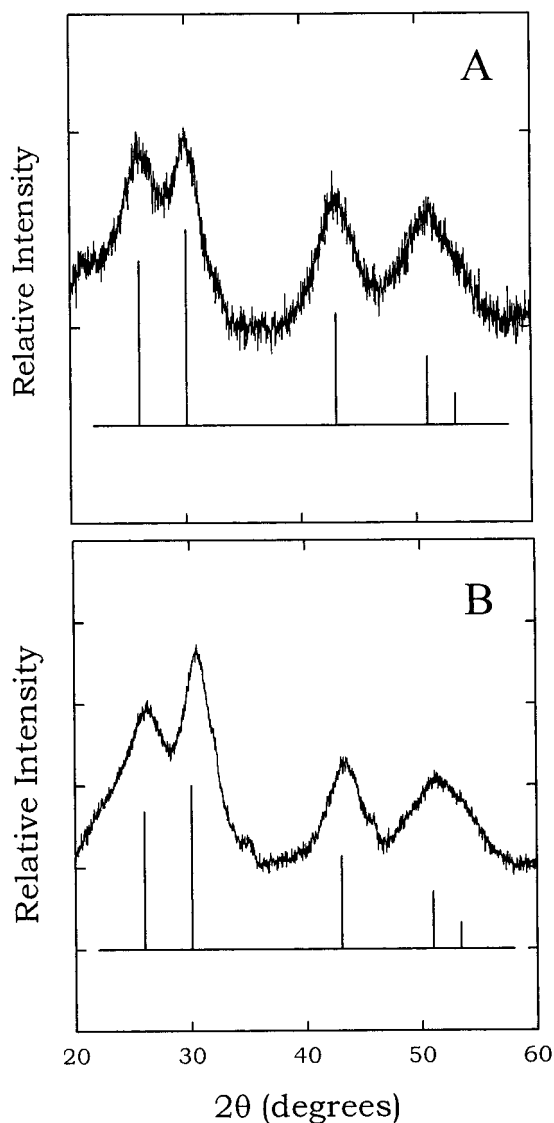 A
Relative Intensity
B
Relative Intensity
20 30 40 50 60
2θ (degrees)